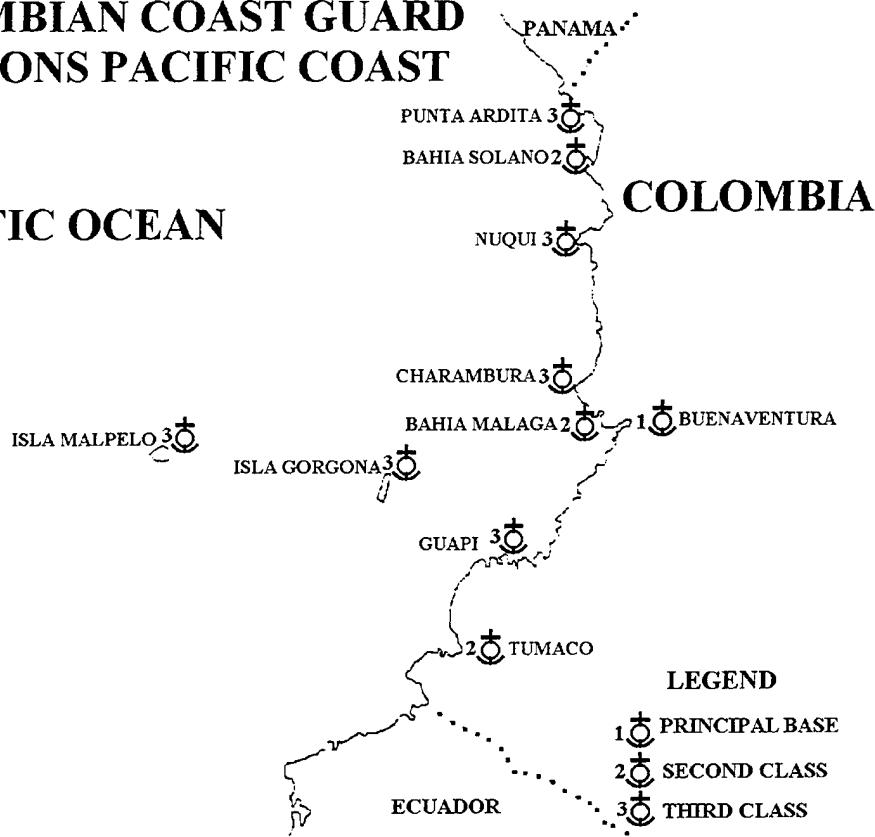 MBIAN COAST GUARD
ONS PACIFIC COAST
PANAMA
PUNTA ARDITA 3
BAHIA SOLANO 2
COLOMBIA
TIC OCEAN
NUQUI 3
CHARAMBURA 3
BAHIA MALAGA 2
1 BUENAVENTURA
ISLA MALPELO 3
ISLA GORGONA 3
GUAPI 3
2 TUMACO
LEGEND
1 PRINCIPAL BASE
2 SECOND CLASS
3 THIRD CLASS
ECUADOR